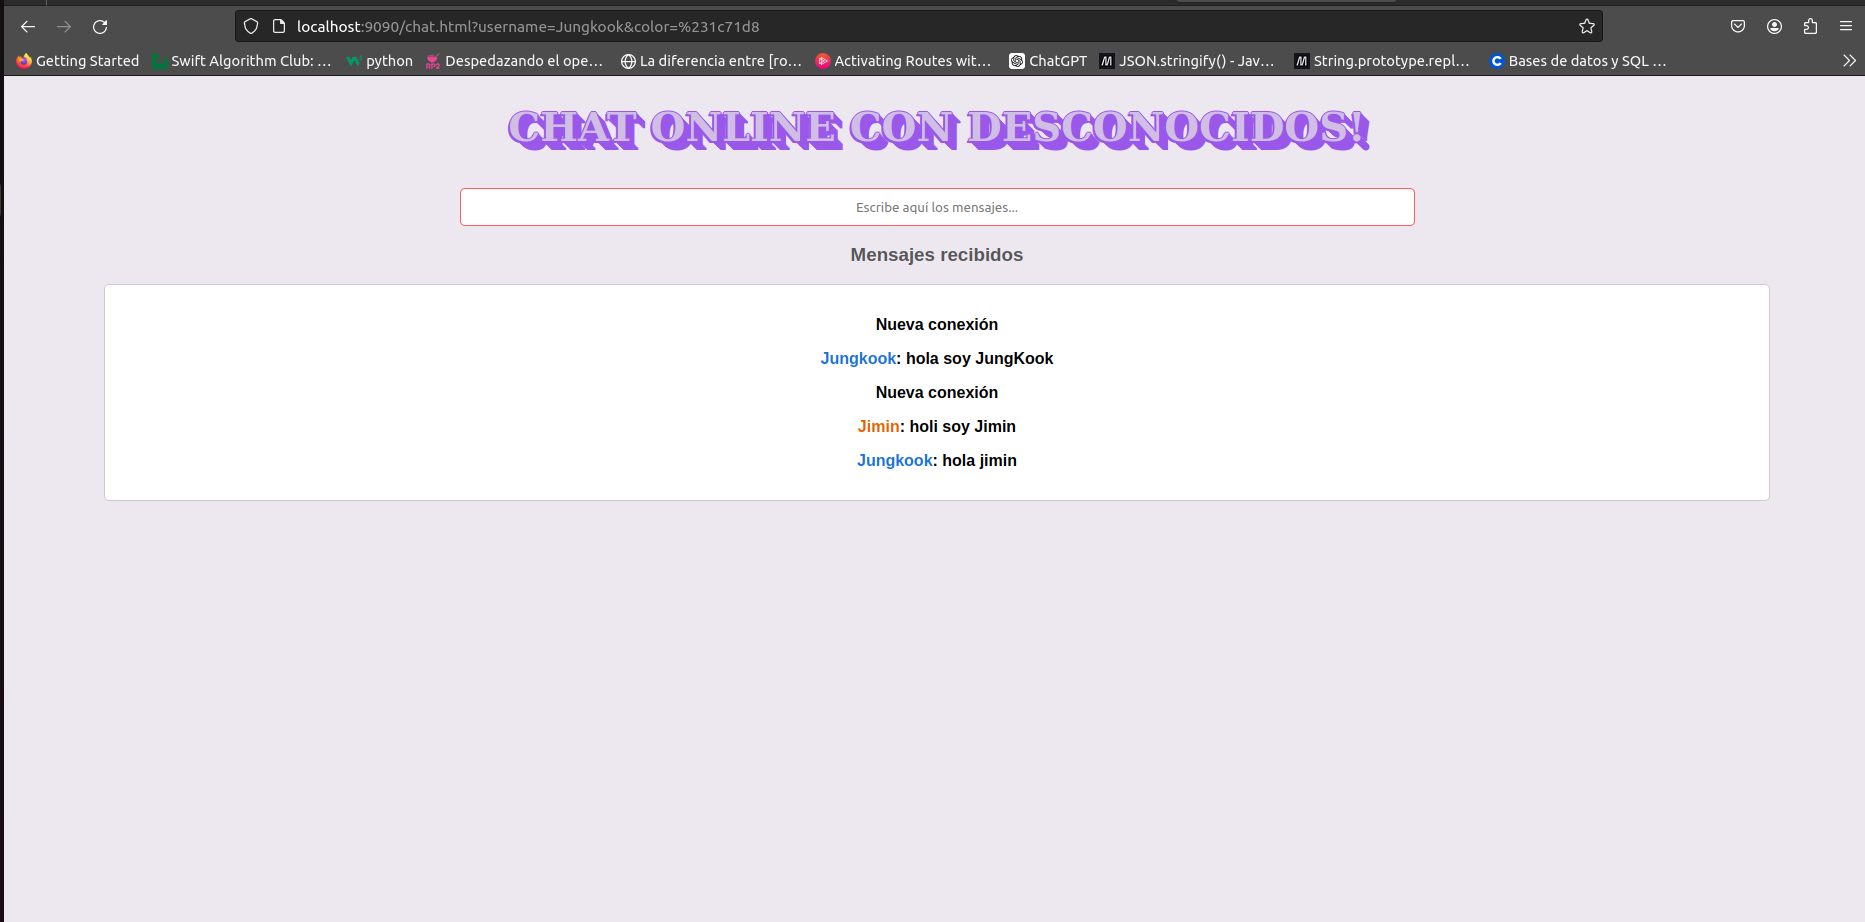 localhost:9090/chat.html?username=Jungkook&color=%231c71d8
Getting Started Swift Algorithm Club: ... python Despedazando el ope... La diferencia entre [ro... Activating Routes wit... ChatGPT JSON.stringify() - Jav... String.prototype.repl... Bases de datos y SQL ...
CHAT ONLINE CON DESCONOCIDOS!
Escribe aquí los mensajes...
Mensajes recibidos
Nueva conexión
Jungkook: hola soy JungKook
Nueva conexión
Jimin: holi soy Jimin
Jungkook: hola jimin